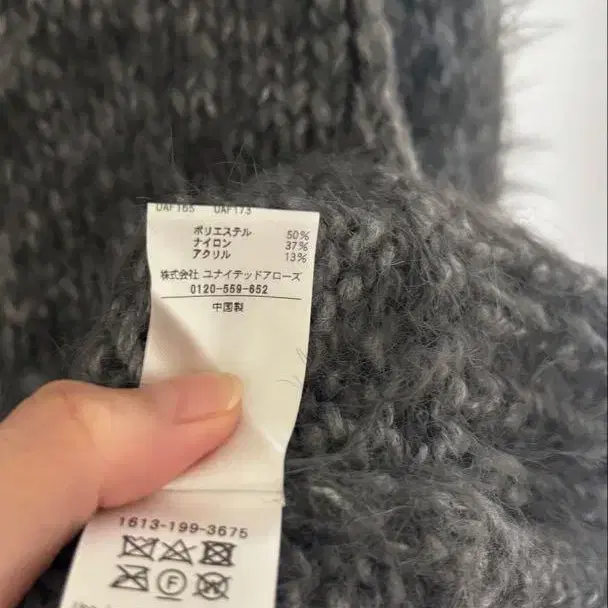 UAF165 UAF173
ポリエステル 50%
ナイロン 37%
アクリル 13%
株式会社 ユナイテッドアローズ
0120-559-652
中国製
1613-199-3675
F